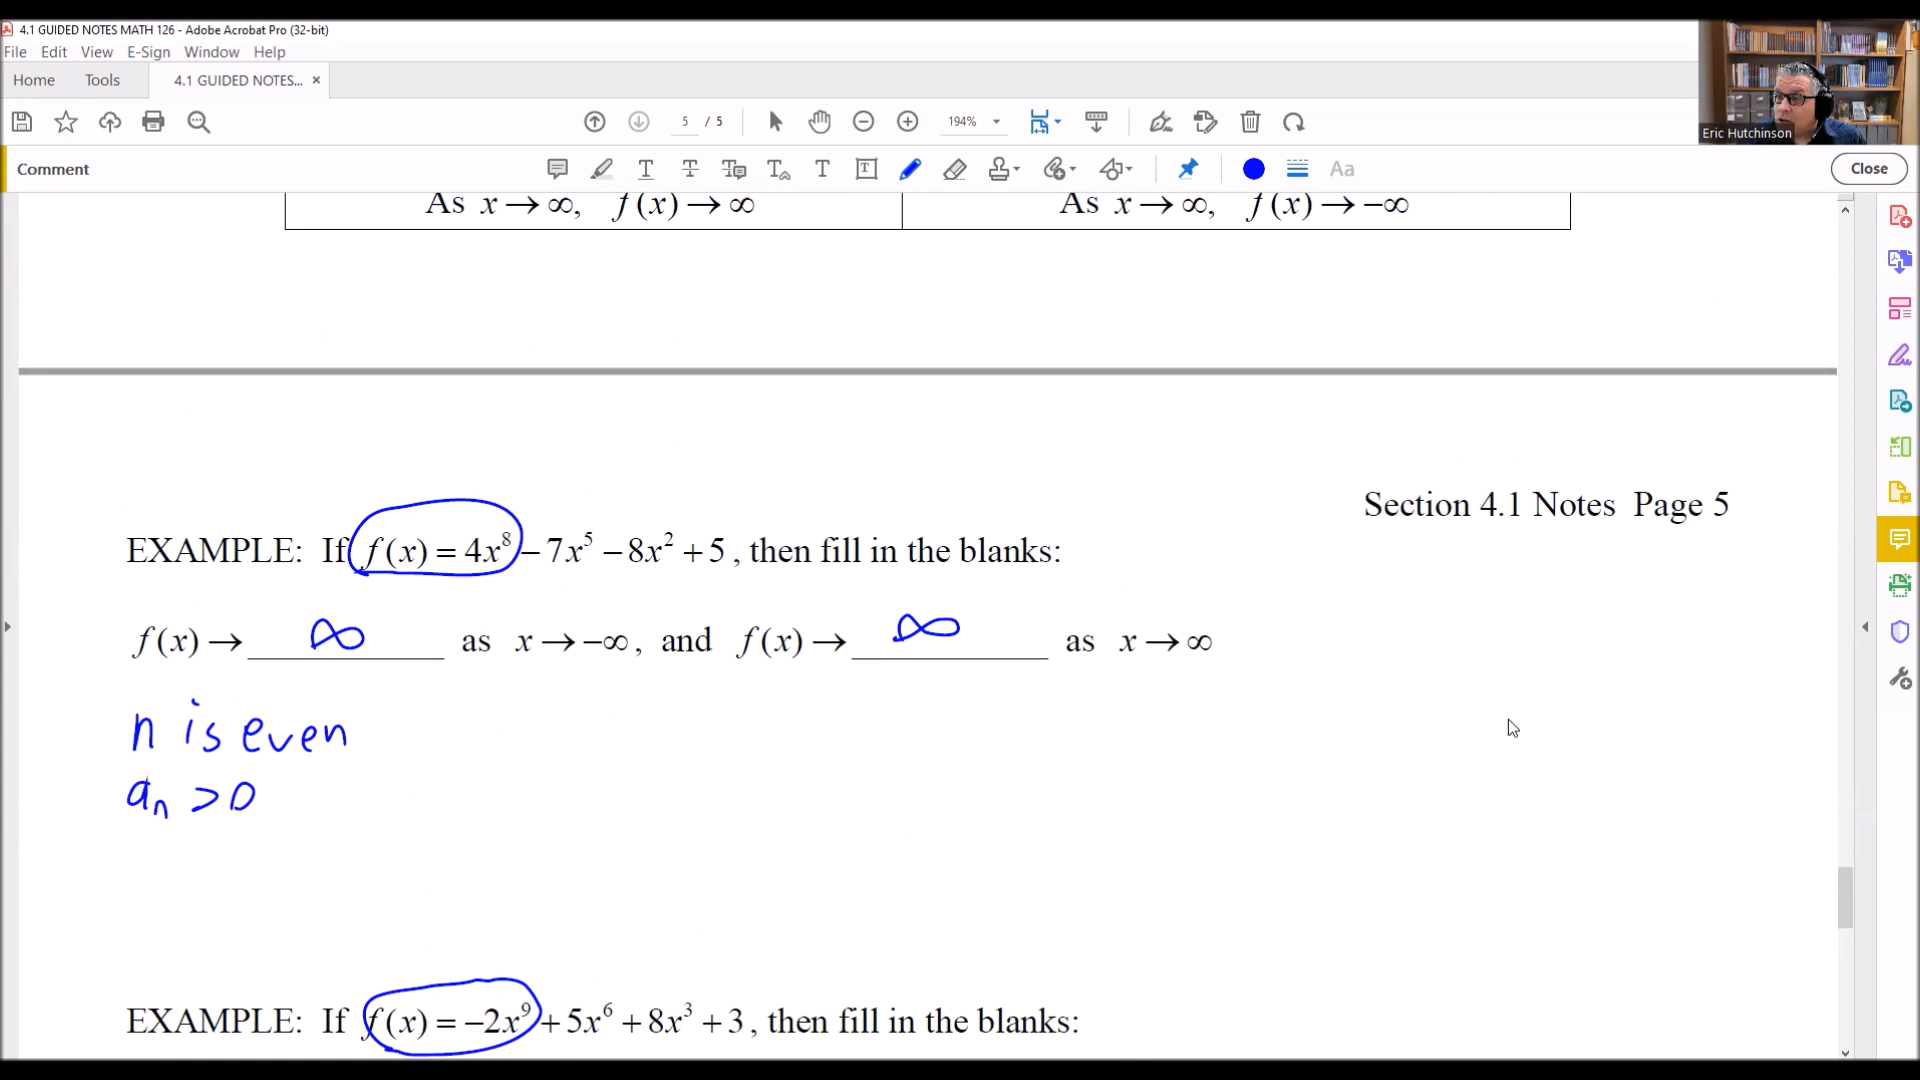 4.1 GUIDED NOTES MATH 126 - Adobe Acrobat Pro (32-bit)
File Edit View E-Sign Window Help
Home Tools 4.1 GUIDED NOTES... ×
5 / 5 194%
Eric Hutchinson
Comment Aa Close
As x → ∞, f(x) → ∞ As x → ∞, f(x) → −∞
Section 4.1 Notes Page 5
EXAMPLE: If f(x) = 4x⁸ − 7x⁵ − 8x² + 5, then fill in the blanks:
f(x) → ∞ as x → −∞, and f(x) → ∞ as x → ∞
n is even
aₙ > 0
EXAMPLE: If f(x) = −2x⁹ + 5x⁶ + 8x³ + 3, then fill in the blanks: